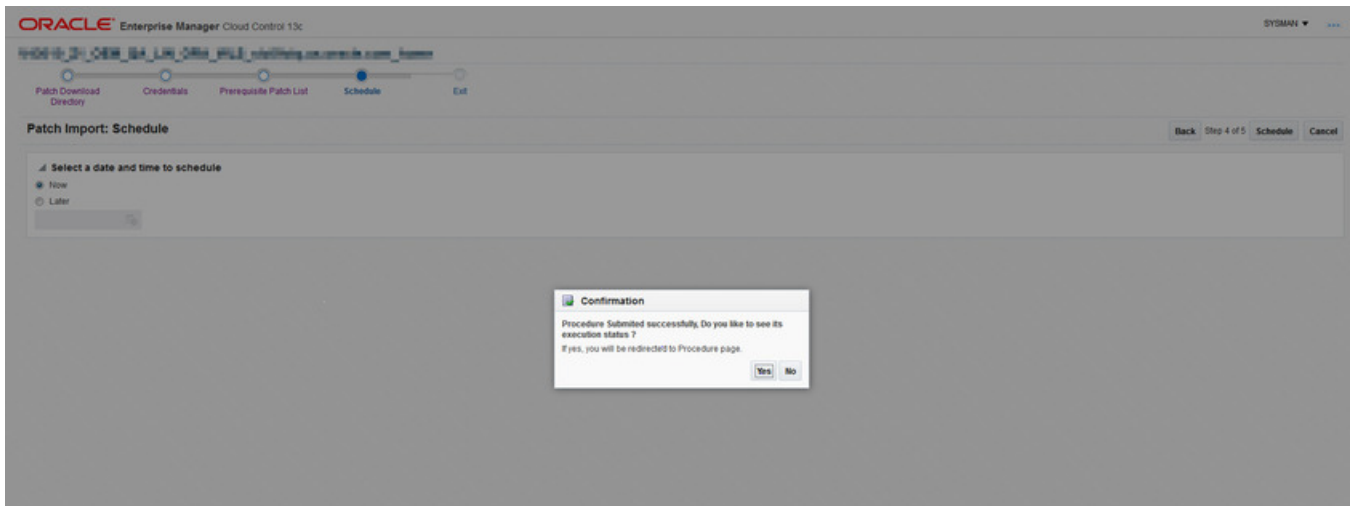 ORACLE® Enterprise Manager Cloud Control 13c
SYSMAN ...
Patch Download
Directory
Credentials
Prerequisite Patch List
Schedule
Exit
Patch Import: Schedule
Back Step 4 of 5 Schedule Cancel
Select a date and time to schedule
Now
Later
Confirmation
Procedure Submited successfully, Do you like to see its
execution status ?
If yes, you will be redirected to Procedure page.
Yes No